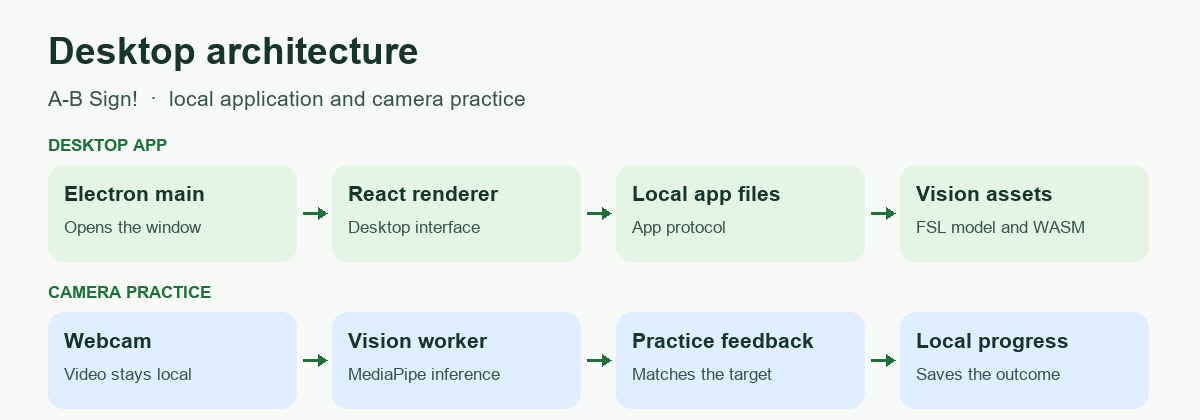 Desktop architecture
A-B Sign! · local application and camera practice
DESKTOP APP
Electron main
Opens the window
React renderer
Desktop interface
Local app files
App protocol
Vision assets
FSL model and WASM
CAMERA PRACTICE
Webcam
Video stays local
Vision worker
MediaPipe inference
Practice feedback
Matches the target
Local progress
Saves the outcome